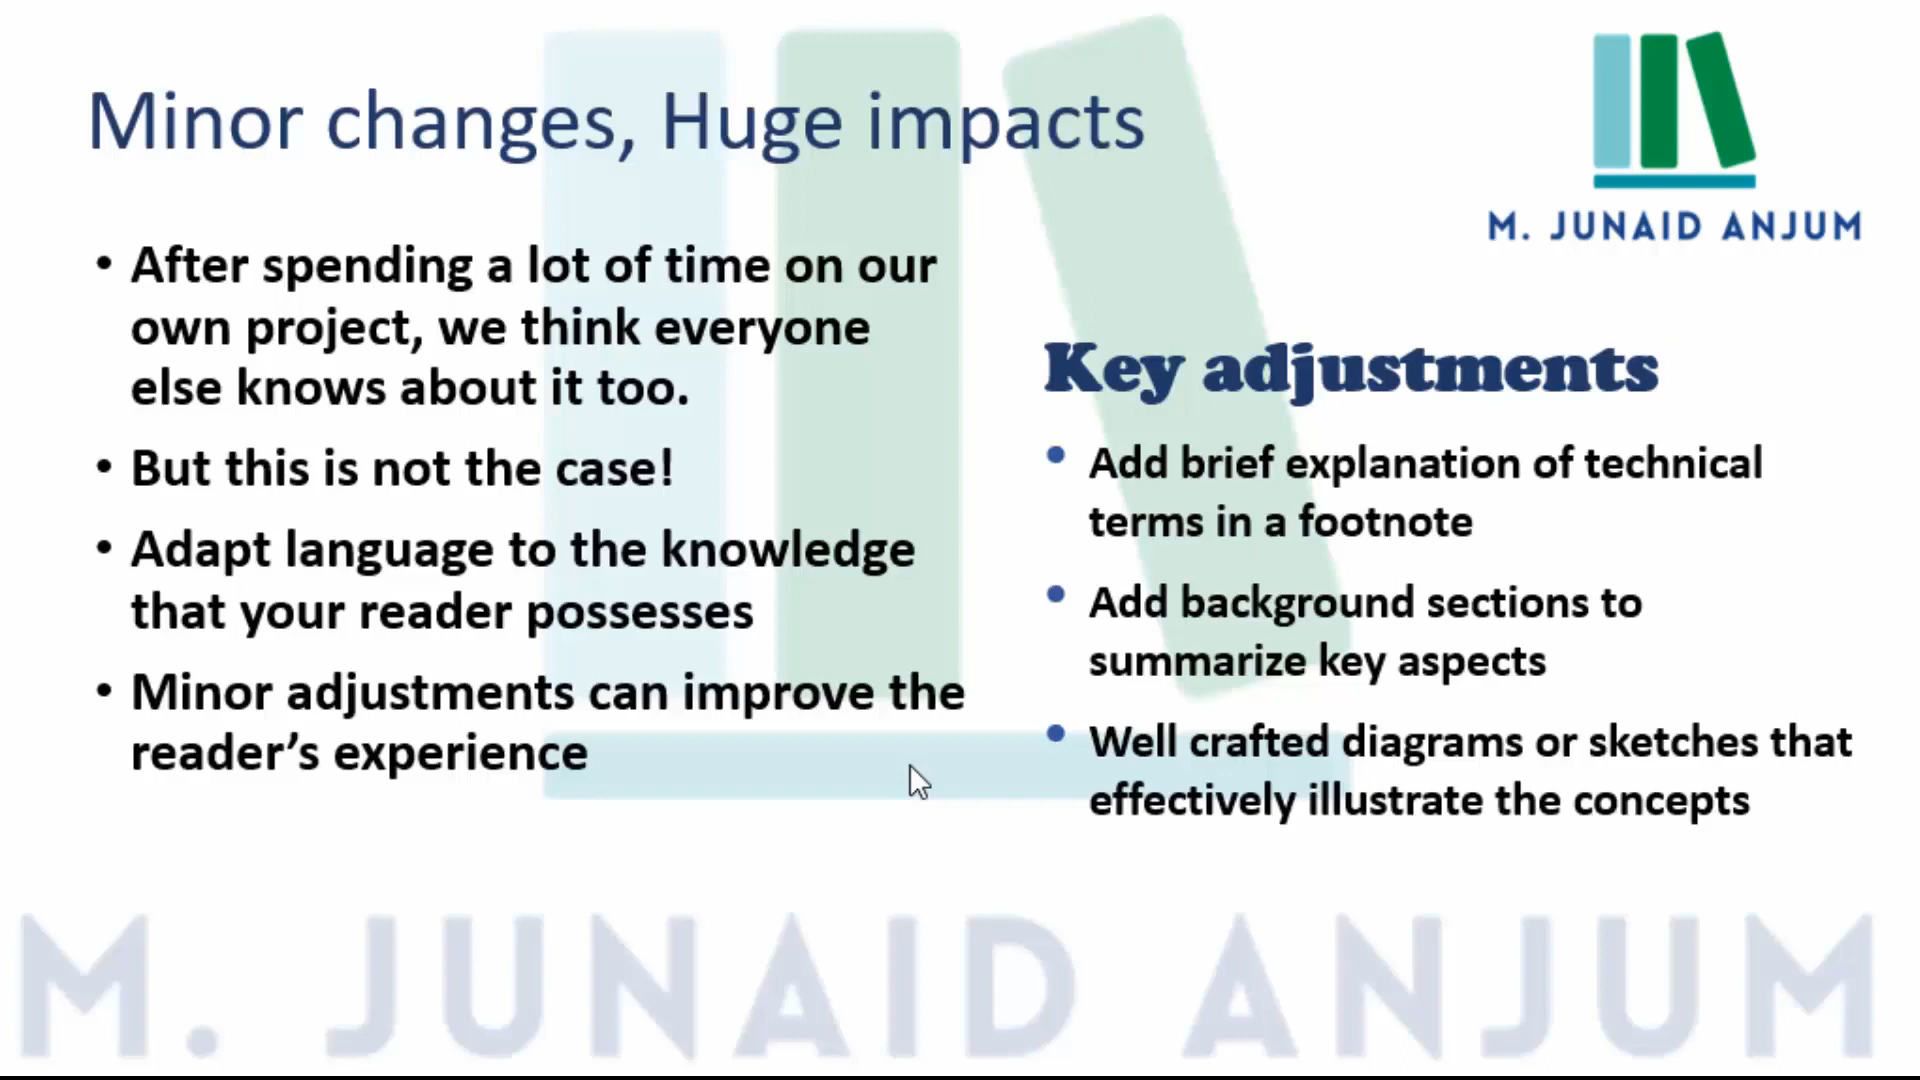 Minor changes, Huge impacts
M. JUNAID ANJUM
• After spending a lot of time on our
own project, we think everyone
else knows about it too.
• But this is not the case!
• Adapt language to the knowledge
that your reader possesses
• Minor adjustments can improve the
reader’s experience
Key adjustments
• Add brief explanation of technical
terms in a footnote
• Add background sections to
summarize key aspects
• Well crafted diagrams or sketches that
effectively illustrate the concepts
M. JUNAID ANJUM